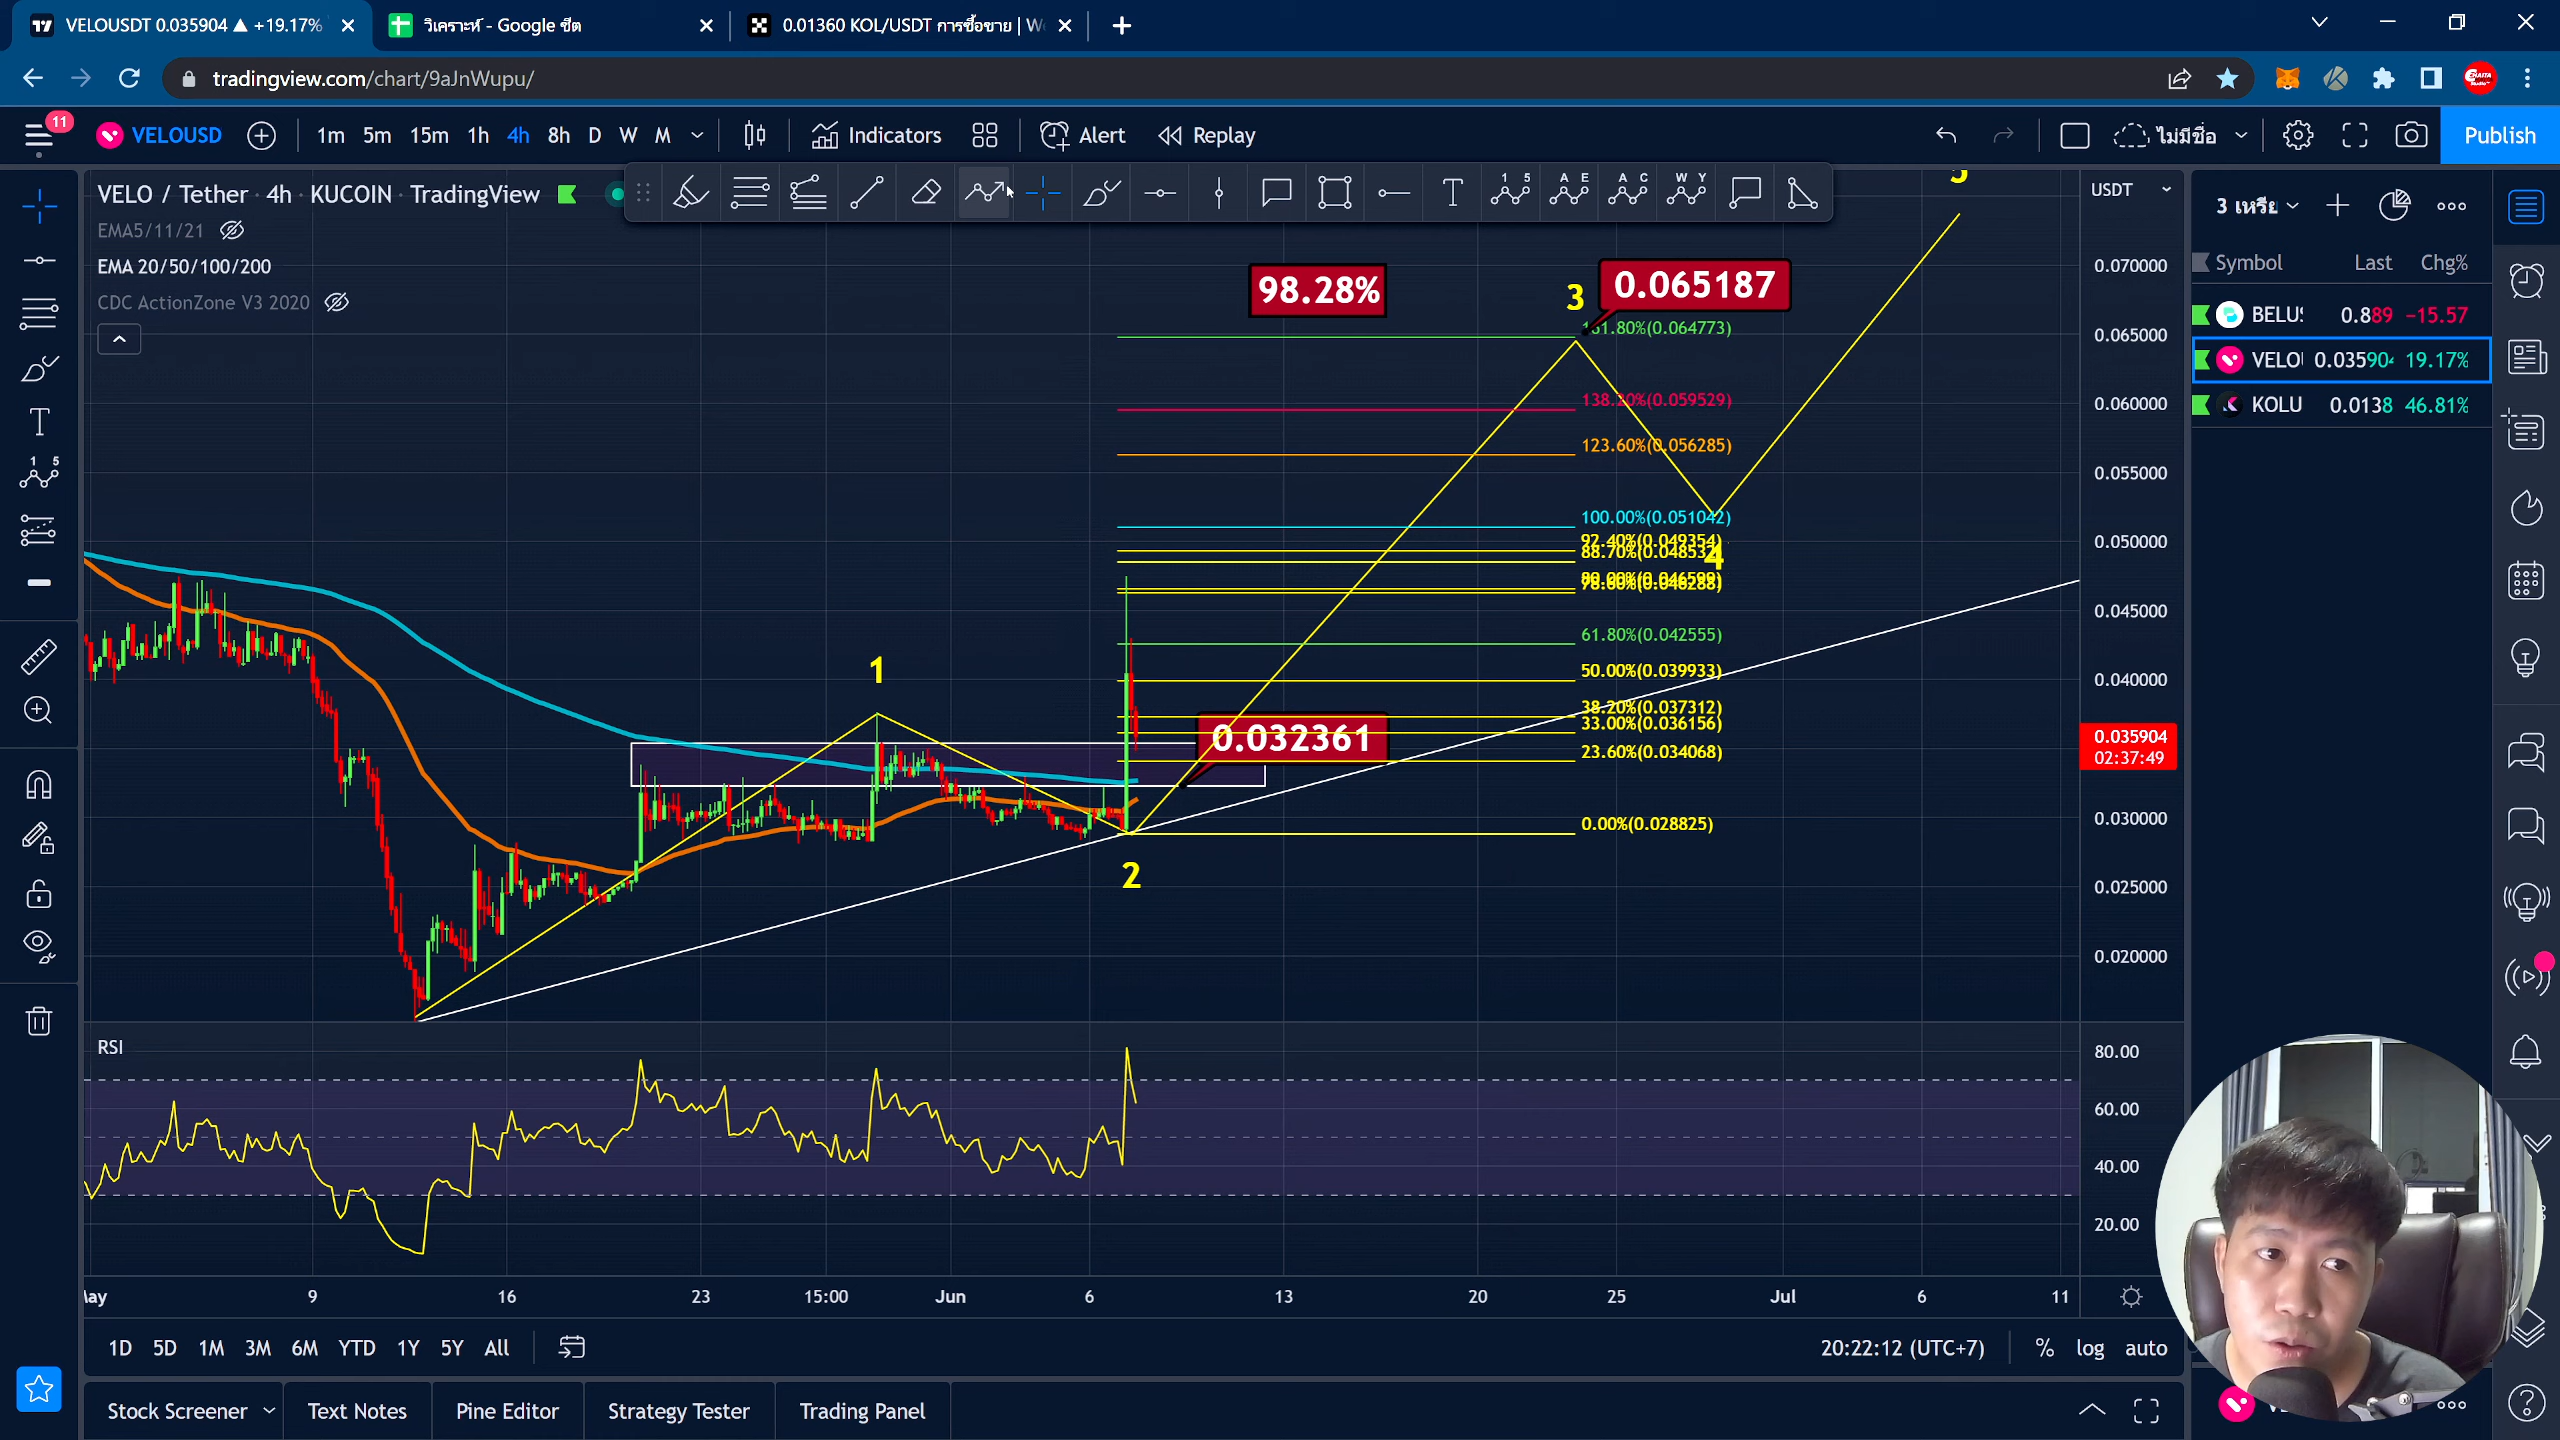 VELOUSDT 0.035904 ▲ +19.17%
วิเคราะห์ - Google ชีต
0.01360 KOL/USDT การซื้อขาย |
tradingview.com/chart/9aJnWupu/
11
VELOUSD
1m 5m 15m 1h 4h 8h D W M
Indicators
Alert
Replay
ไม่มีชื่อ
Publish
VELO / Tether · 4h · KUCOIN · TradingView
EMA5/11/21
EMA 20/50/100/200
CDC ActionZone V3 2020
98.28%
3
0.065187
161.80%(0.064773)
138.20%(0.059529)
123.60%(0.056285)
100.00%(0.051042)
92.40%(0.049354)
4
61.80%(0.042555)
50.00%(0.039933)
38.20%(0.037312)
33.00%(0.036156)
23.60%(0.034068)
0.00%(0.028825)
1
0.032361
2
USDT
0.070000
0.065000
0.060000
0.055000
0.050000
0.045000
0.040000
0.035904
02:37:49
0.030000
0.025000
0.020000
3 เหรีย
Symbol Last Chg%
0.889 −15.57
0.035904 19.17%
KOLU 0.0138 46.81%
RSI
80.00
60.00
40.00
20.00
9 16 23 15:00 Jun 6 13 20 25 Jul 6 11
1D 5D 1M 3M 6M YTD 1Y 5Y All
20:22:12 (UTC+7)
% log auto
Stock Screener
Text Notes
Pine Editor
Strategy Tester
Trading Panel